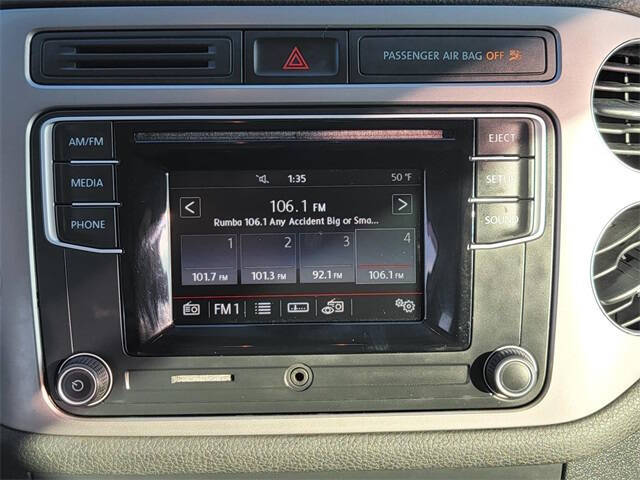 PASSENGER AIR BAG OFF
AM/FM
EJECT
MEDIA
SETUP
PHONE
SOUND
1:35
50 °F
<
106.1 FM
>
Rumba 106.1 Any Accident Big or Sma...
1
2
3
4
101.7 FM
101.3 FM
92.1 FM
106.1 FM
FM 1